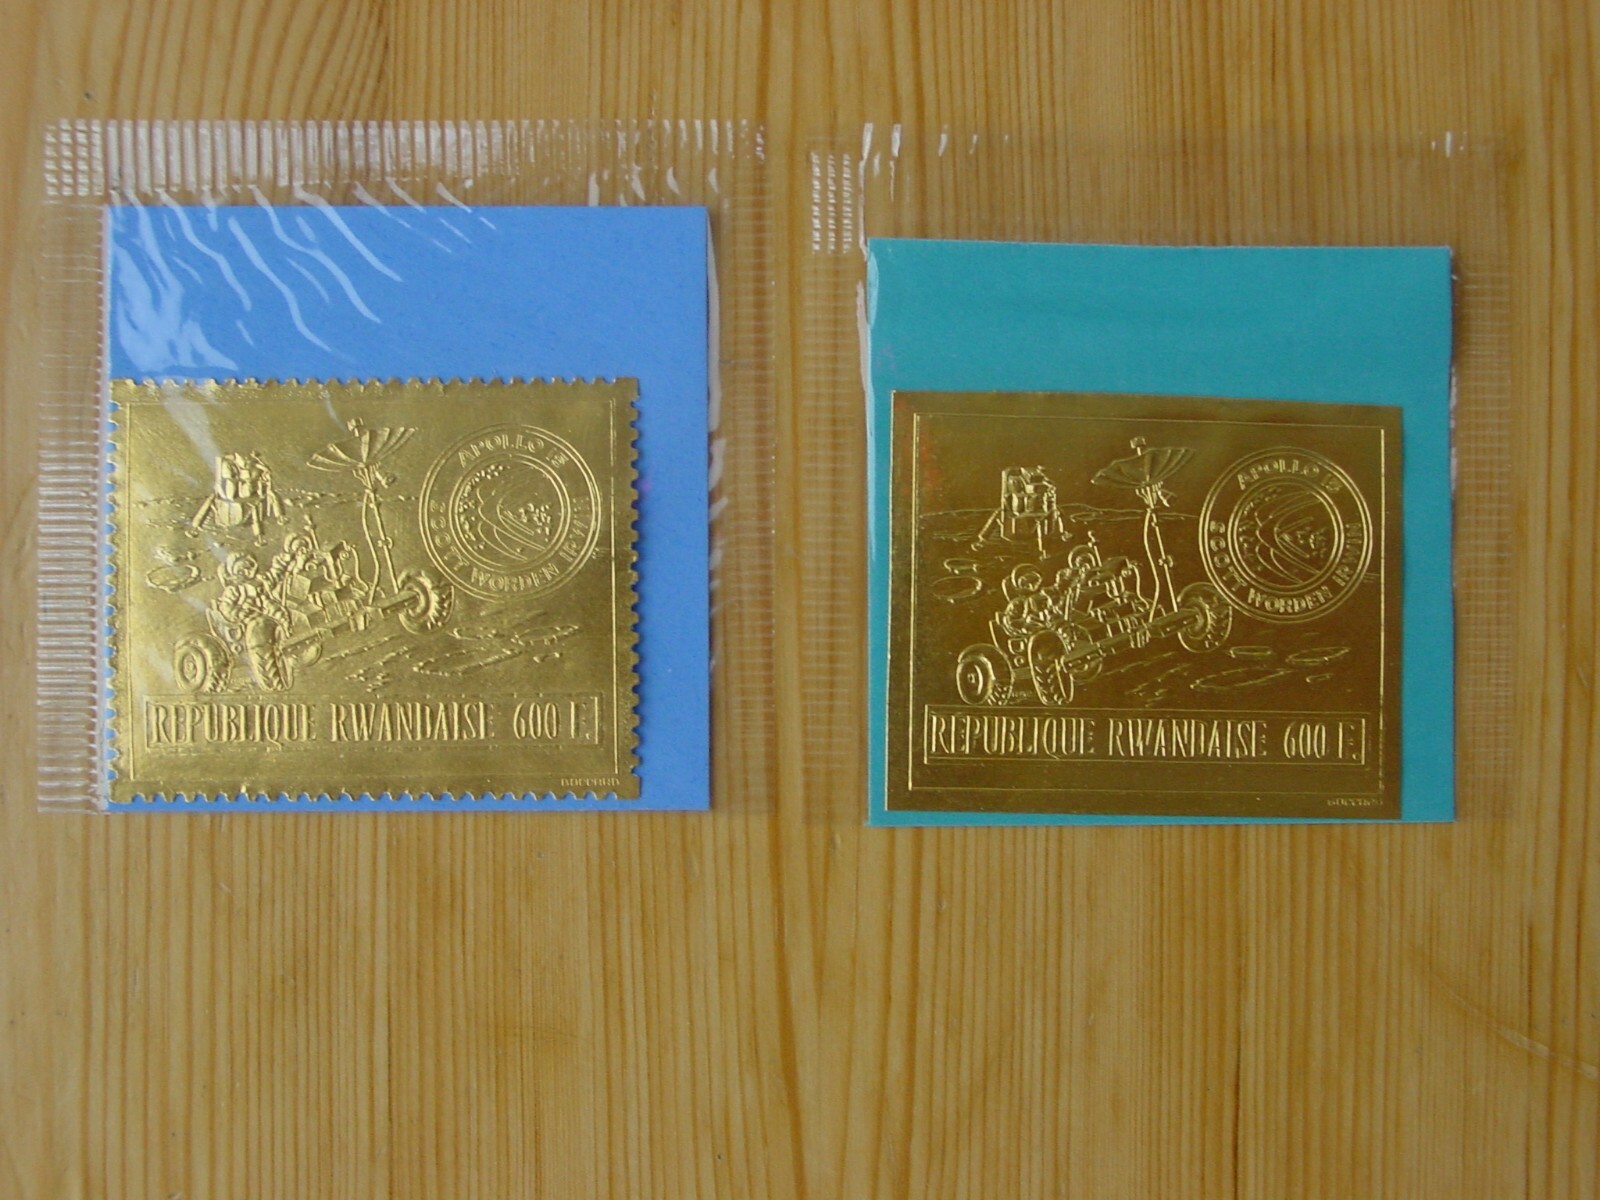 APOLLO 15
SCOTT WORDEN IRWIN
REPUBLIQUE RWANDAISE 600 F.
APOLLO 15
SCOTT WORDEN IRWIN
REPUBLIQUE RWANDAISE 600 F.